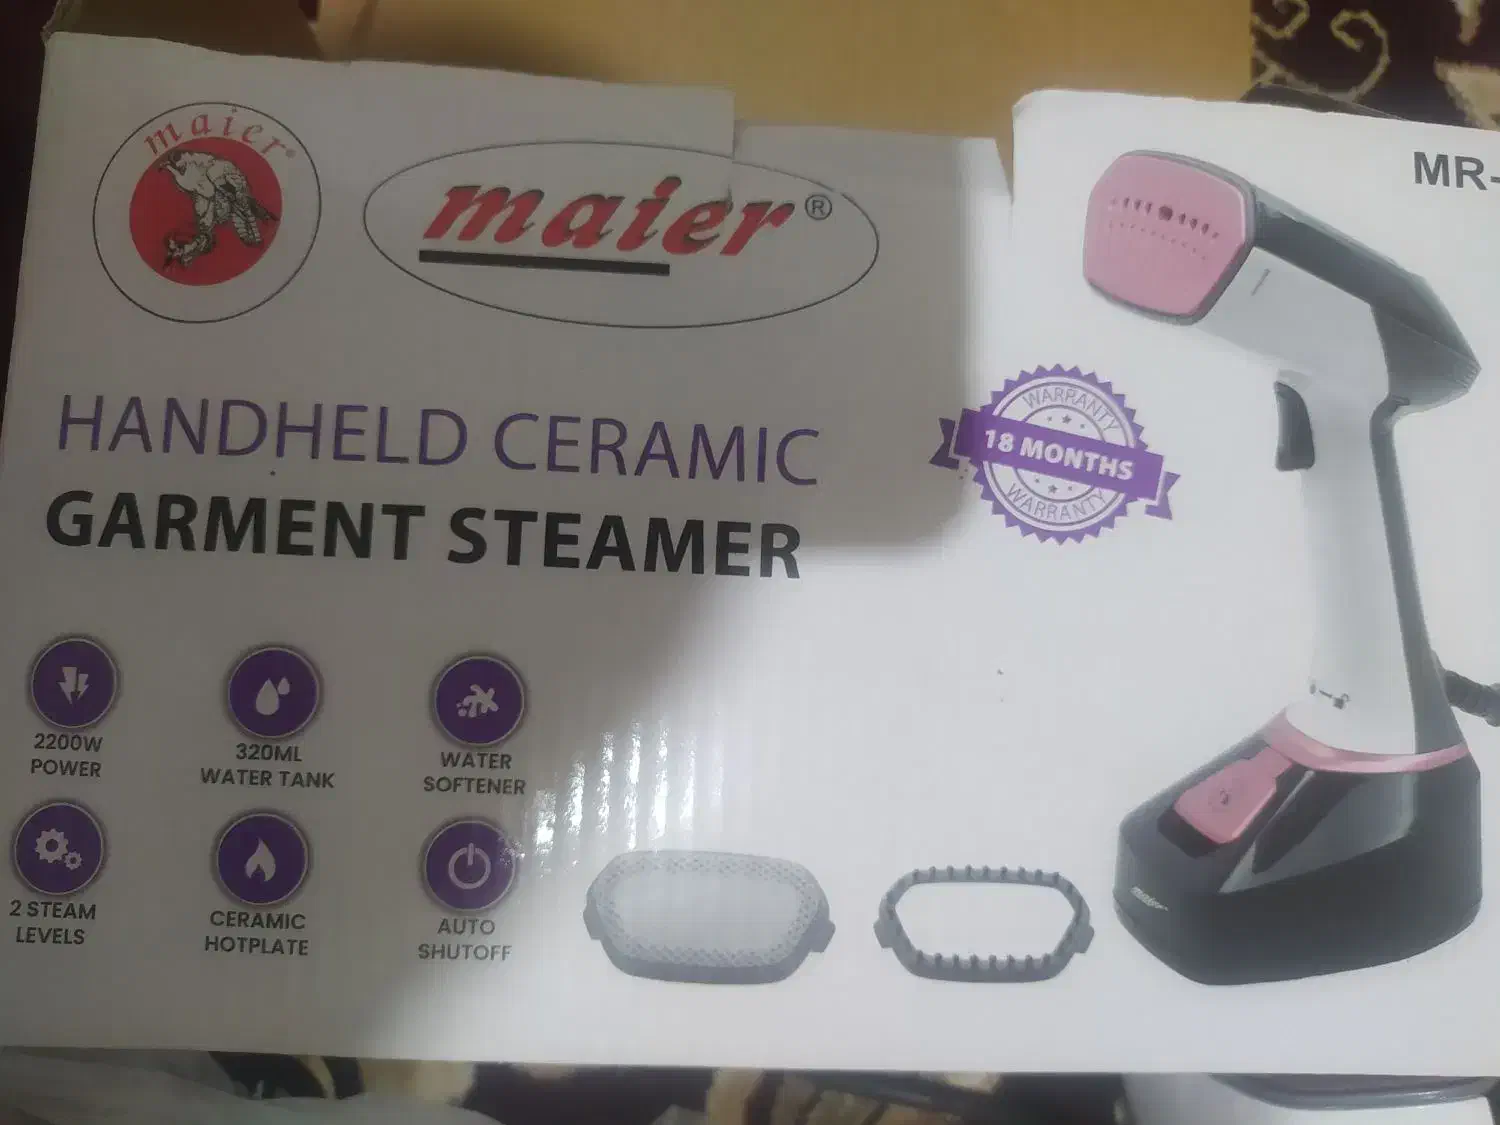 maier®
maier®
MR-
HANDHELD CERAMIC
GARMENT STEAMER
WARRANTY
18 MONTHS
WARRANTY
2200W
POWER
320ML
WATER TANK
WATER
SOFTENER
2 STEAM
LEVELS
CERAMIC
HOTPLATE
AUTO
SHUTOFF
maier